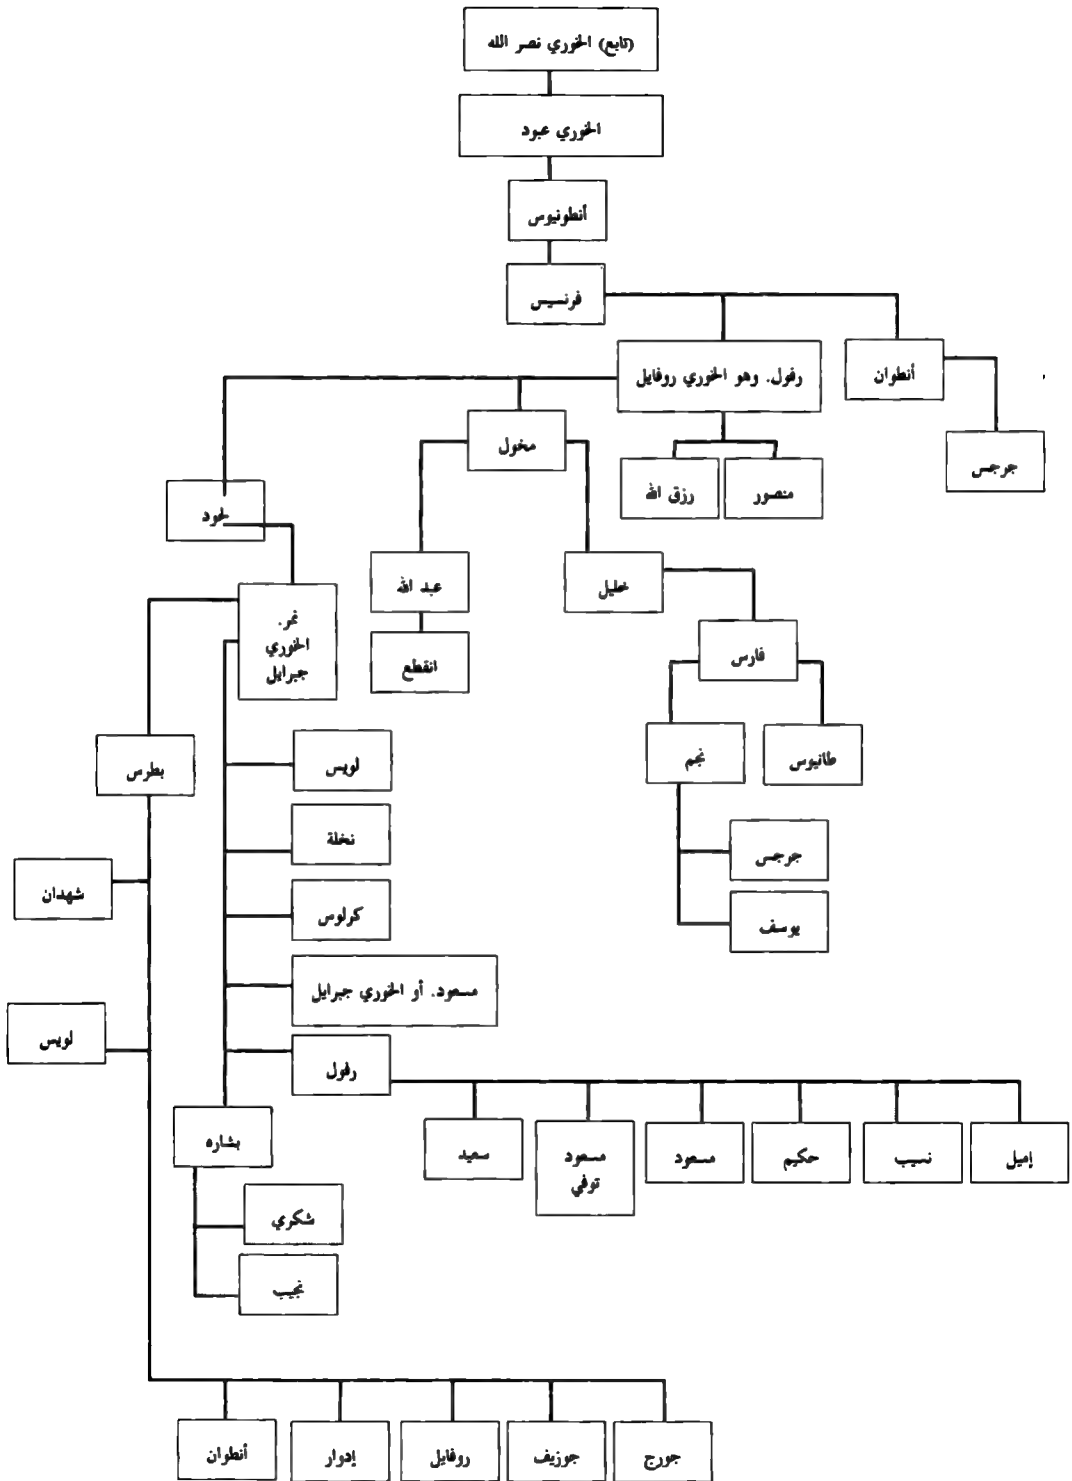 (تابع) الخوري نصر الله
الخوري عبود
أنطونيوس
فرنسيس
رفول. وهو الخوري روفايل
أنطوان
جرجس
مخول
رزق الله
منصور
لحود
عبد الله
خليل
نمر.
الخوري
جبرايل
انقطع
فارس
بطرس
لويس
نجم
طانيوس
نخلة
جرجس
شهدان
كرلوس
يوسف
مسعود. أو الخوري جبرايل
لويس
رفول
بشاره
سعيد
مسعود
توفي
مسعود
حكيم
نسيب
إميل
شكري
نجيب
أنطوان
إدوار
روفايل
جوزيف
جورج